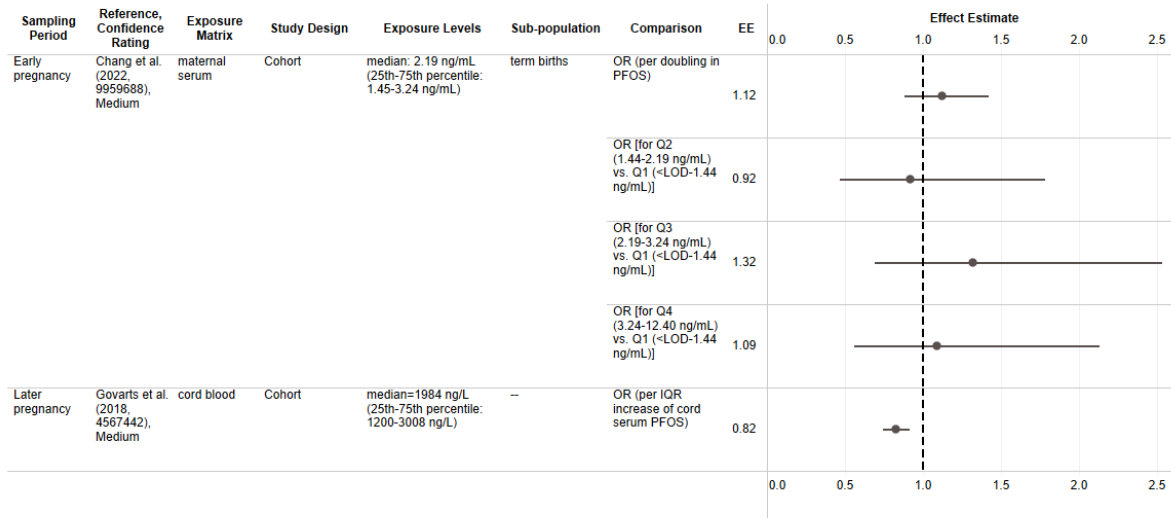 Sampling Period
Reference, Confidence Rating
Exposure Matrix
Study Design
Exposure Levels
Sub-population
Comparison
EE
Effect Estimate
0.0 0.5 1.0 1.5 2.0 2.5
Early
pregnancy
Chang et al.
(2022,
9959688),
Medium
maternal
serum
Cohort
median: 2.19 ng/mL
(25th-75th percentile:
1.45-3.24 ng/mL)
term births
OR (per doubling in
PFOS)
1.12
OR [for Q2
(1.44-2.19 ng/mL)
vs. Q1 (<LOD-1.44
ng/mL)]
0.92
OR [for Q3
(2.19-3.24 ng/mL)
vs. Q1 (<LOD-1.44
ng/mL)]
1.32
OR [for Q4
(3.24-12.40 ng/mL)
vs. Q1 (<LOD-1.44
ng/mL)]
1.09
Later
pregnancy
Govarts et al.
(2018,
4567442),
Medium
cord blood
Cohort
median=1984 ng/L
(25th-75th percentile:
1200-3008 ng/L)
--
OR (per IQR
increase of cord
serum PFOS)
0.82
0.0 0.5 1.0 1.5 2.0 2.5